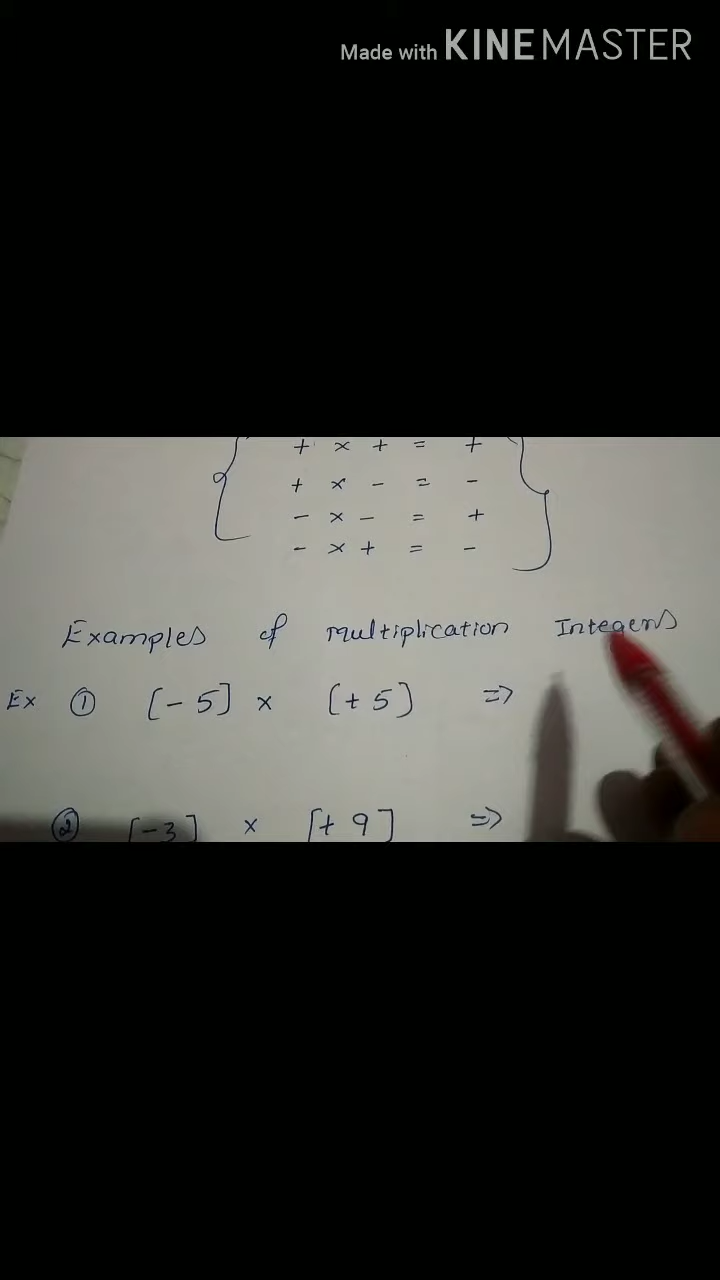 Made with KINEMASTER
+ × + = +
+ × - = -
- × - = +
- × + = -
Examples of multiplication Integers
Ex ① [-5] × [+5] =>
② [-3] × [+9] =>